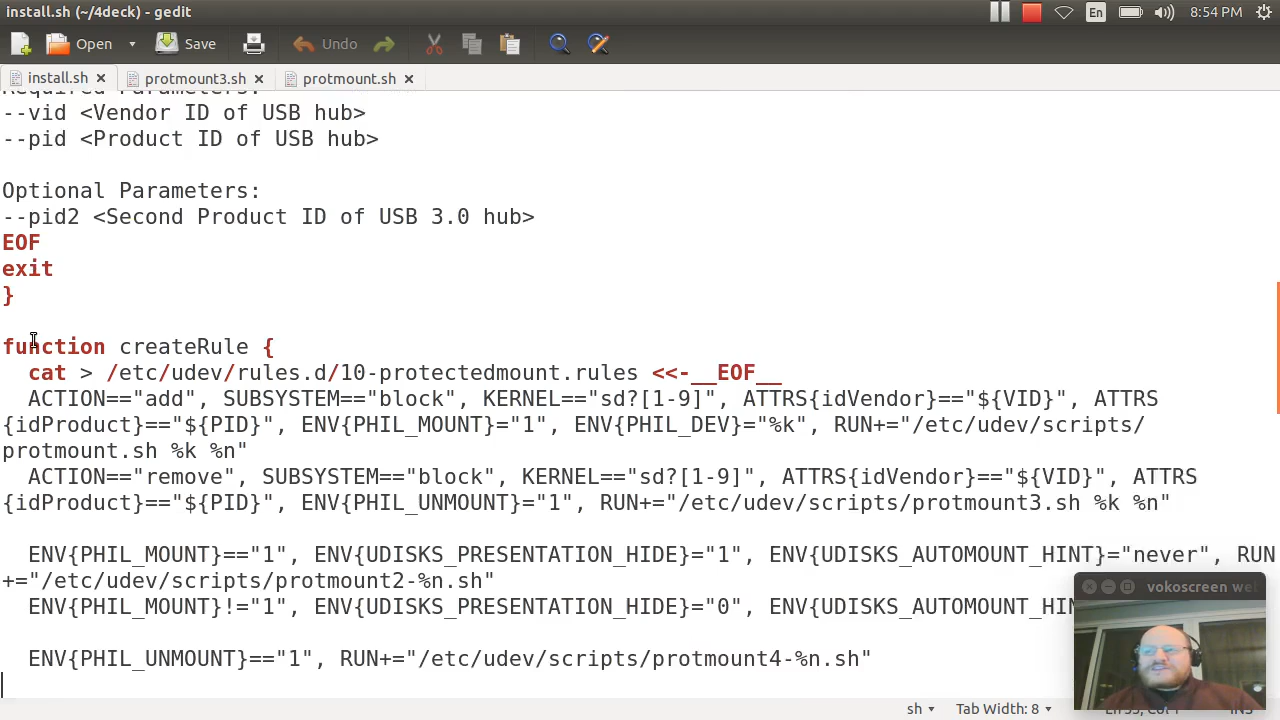 install.sh (~/4deck) - gedit
En
8:54 PM
Open
Save
Undo
install.sh
protmount3.sh
protmount.sh
Required Parameters:
--vid <Vendor ID of USB hub>
--pid <Product ID of USB hub>
Optional Parameters:
--pid2 <Second Product ID of USB 3.0 hub>
EOF
exit
}
function createRule {
cat > /etc/udev/rules.d/10-protectedmount.rules <<-__EOF__
ACTION=="add", SUBSYSTEM=="block", KERNEL=="sd?[1-9]", ATTRS{idVendor}=="${VID}", ATTRS
{idProduct}=="${PID}", ENV{PHIL_MOUNT}="1", ENV{PHIL_DEV}="%k", RUN+="/etc/udev/scripts/
protmount.sh %k %n"
ACTION=="remove", SUBSYSTEM=="block", KERNEL=="sd?[1-9]", ATTRS{idVendor}=="${VID}", ATTRS
{idProduct}=="${PID}", ENV{PHIL_UNMOUNT}="1", RUN+="/etc/udev/scripts/protmount3.sh %k %n"
ENV{PHIL_MOUNT}=="1", ENV{UDISKS_PRESENTATION_HIDE}="1", ENV{UDISKS_AUTOMOUNT_HINT}="never", RUN
+="/etc/udev/scripts/protmount2-%n.sh"
ENV{PHIL_MOUNT}!="1", ENV{UDISKS_PRESENTATION_HIDE}="0",
ENV{PHIL_UNMOUNT}=="1", RUN+="/etc/udev/scripts/protmount4-%n.sh"
vokoscreen
sh
Tab Width: 8